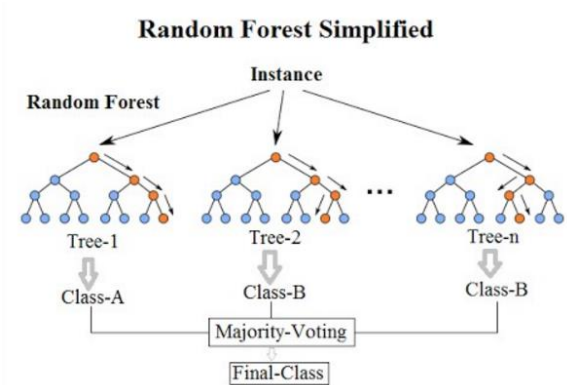 Random Forest Simplified
Instance
Random Forest
...
Tree-1 Tree-2 Tree-n
Class-A Class-B Class-B
Majority-Voting
Final-Class